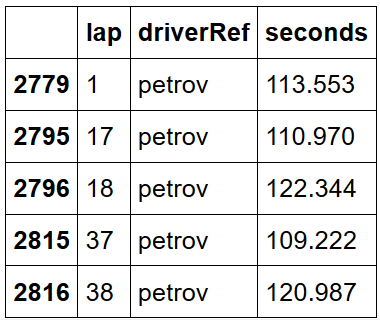 lap driverRef seconds
2779 1 petrov 113.553
2795 17 petrov 110.970
2796 18 petrov 122.344
2815 37 petrov 109.222
2816 38 petrov 120.987